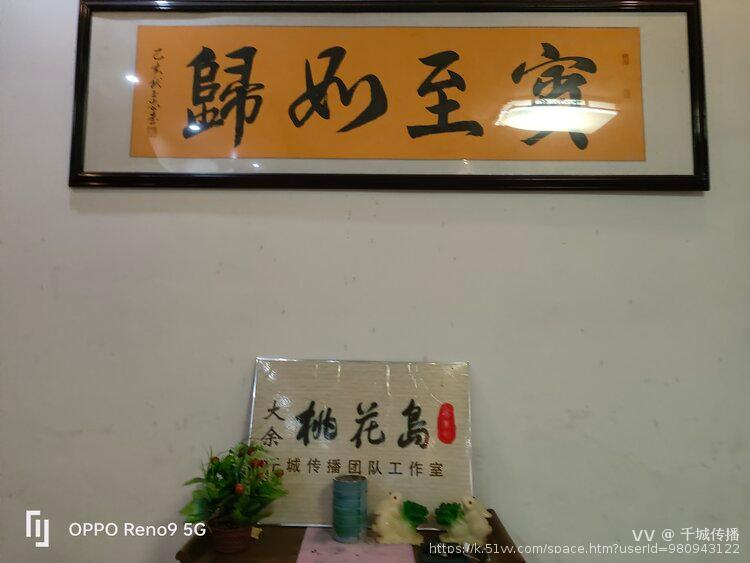 賓至如歸
大余
桃花島
千城传播团队工作室
OPPO Reno9 5G
VV @ 千城传播
https://k.51vv.com/space.htm?userId=980943122